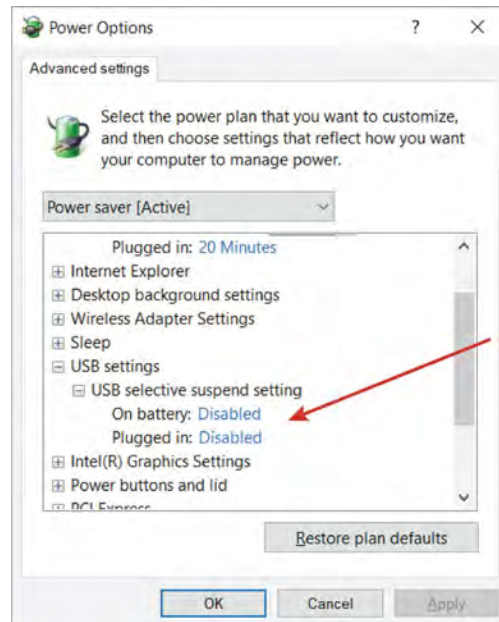 Power Options
Advanced settings
Select the power plan that you want to customize,
and then choose settings that reflect how you want
your computer to manage power.
Power saver [Active]
Plugged in: 20 Minutes
Internet Explorer
Desktop background settings
Wireless Adapter Settings
Sleep
USB settings
USB selective suspend setting
On battery: Disabled
Plugged in: Disabled
Intel(R) Graphics Settings
Power buttons and lid
PCI Express
Restore plan defaults
OK Cancel Apply